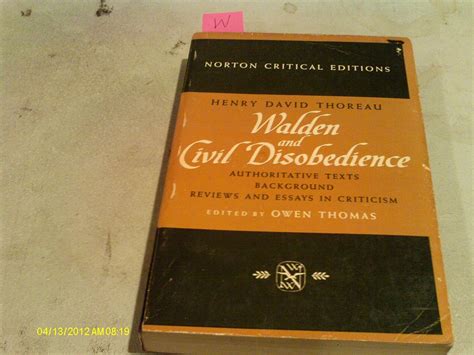 W
NORTON CRITICAL EDITIONS
HENRY DAVID THOREAU
Walden
and
Civil Disobedience
AUTHORITATIVE TEXTS
BACKGROUND
REVIEWS AND ESSAYS IN CRITICISM
EDITED BY OWEN THOMAS
04/13/2012 AM 08:19